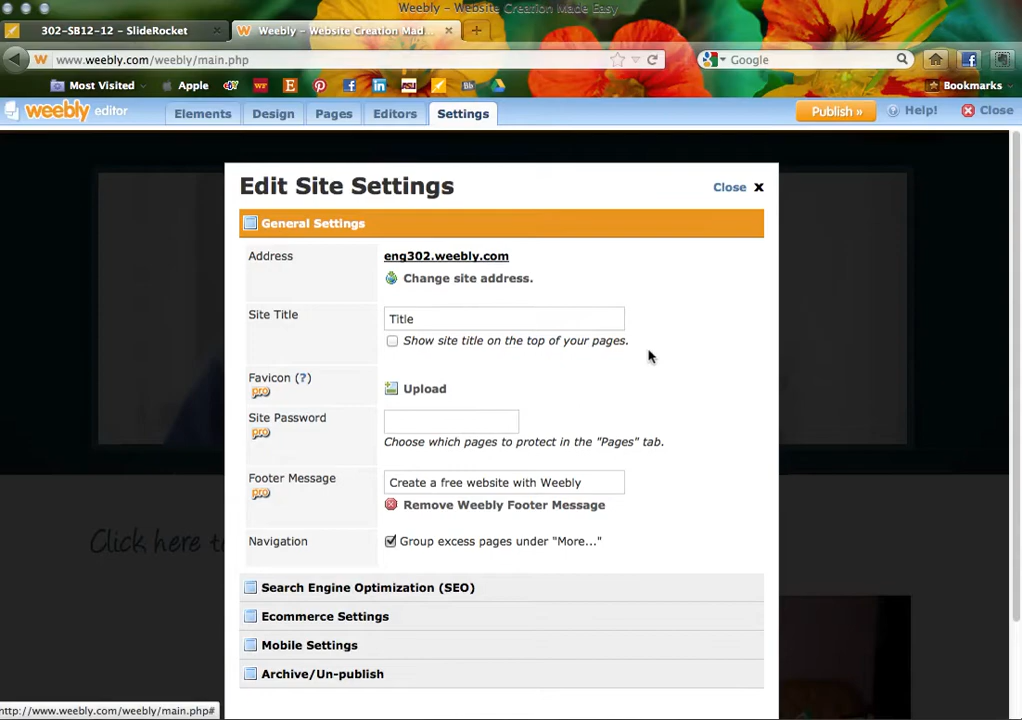 Weebly - Website Creation Made Easy
302-SB12-12 - SlideRocket
Weebly - Website Creation Mad...
www.weebly.com/weebly/main.php
Google
Most Visited
Apple
Bookmarks
weebly editor
Elements
Design
Pages
Editors
Settings
Publish »
Help!
Close
Edit Site Settings
Close
General Settings
Address
eng302.weebly.com
Change site address.
Site Title
Title
Show site title on the top of your pages.
Favicon (?)
pro
Upload
Site Password
pro
Choose which pages to protect in the "Pages" tab.
Footer Message
pro
Create a free website with Weebly
Remove Weebly Footer Message
Navigation
Group excess pages under "More..."
Search Engine Optimization (SEO)
Ecommerce Settings
Mobile Settings
Archive/Un-publish
Click here t
http://www.weebly.com/weebly/main.php#